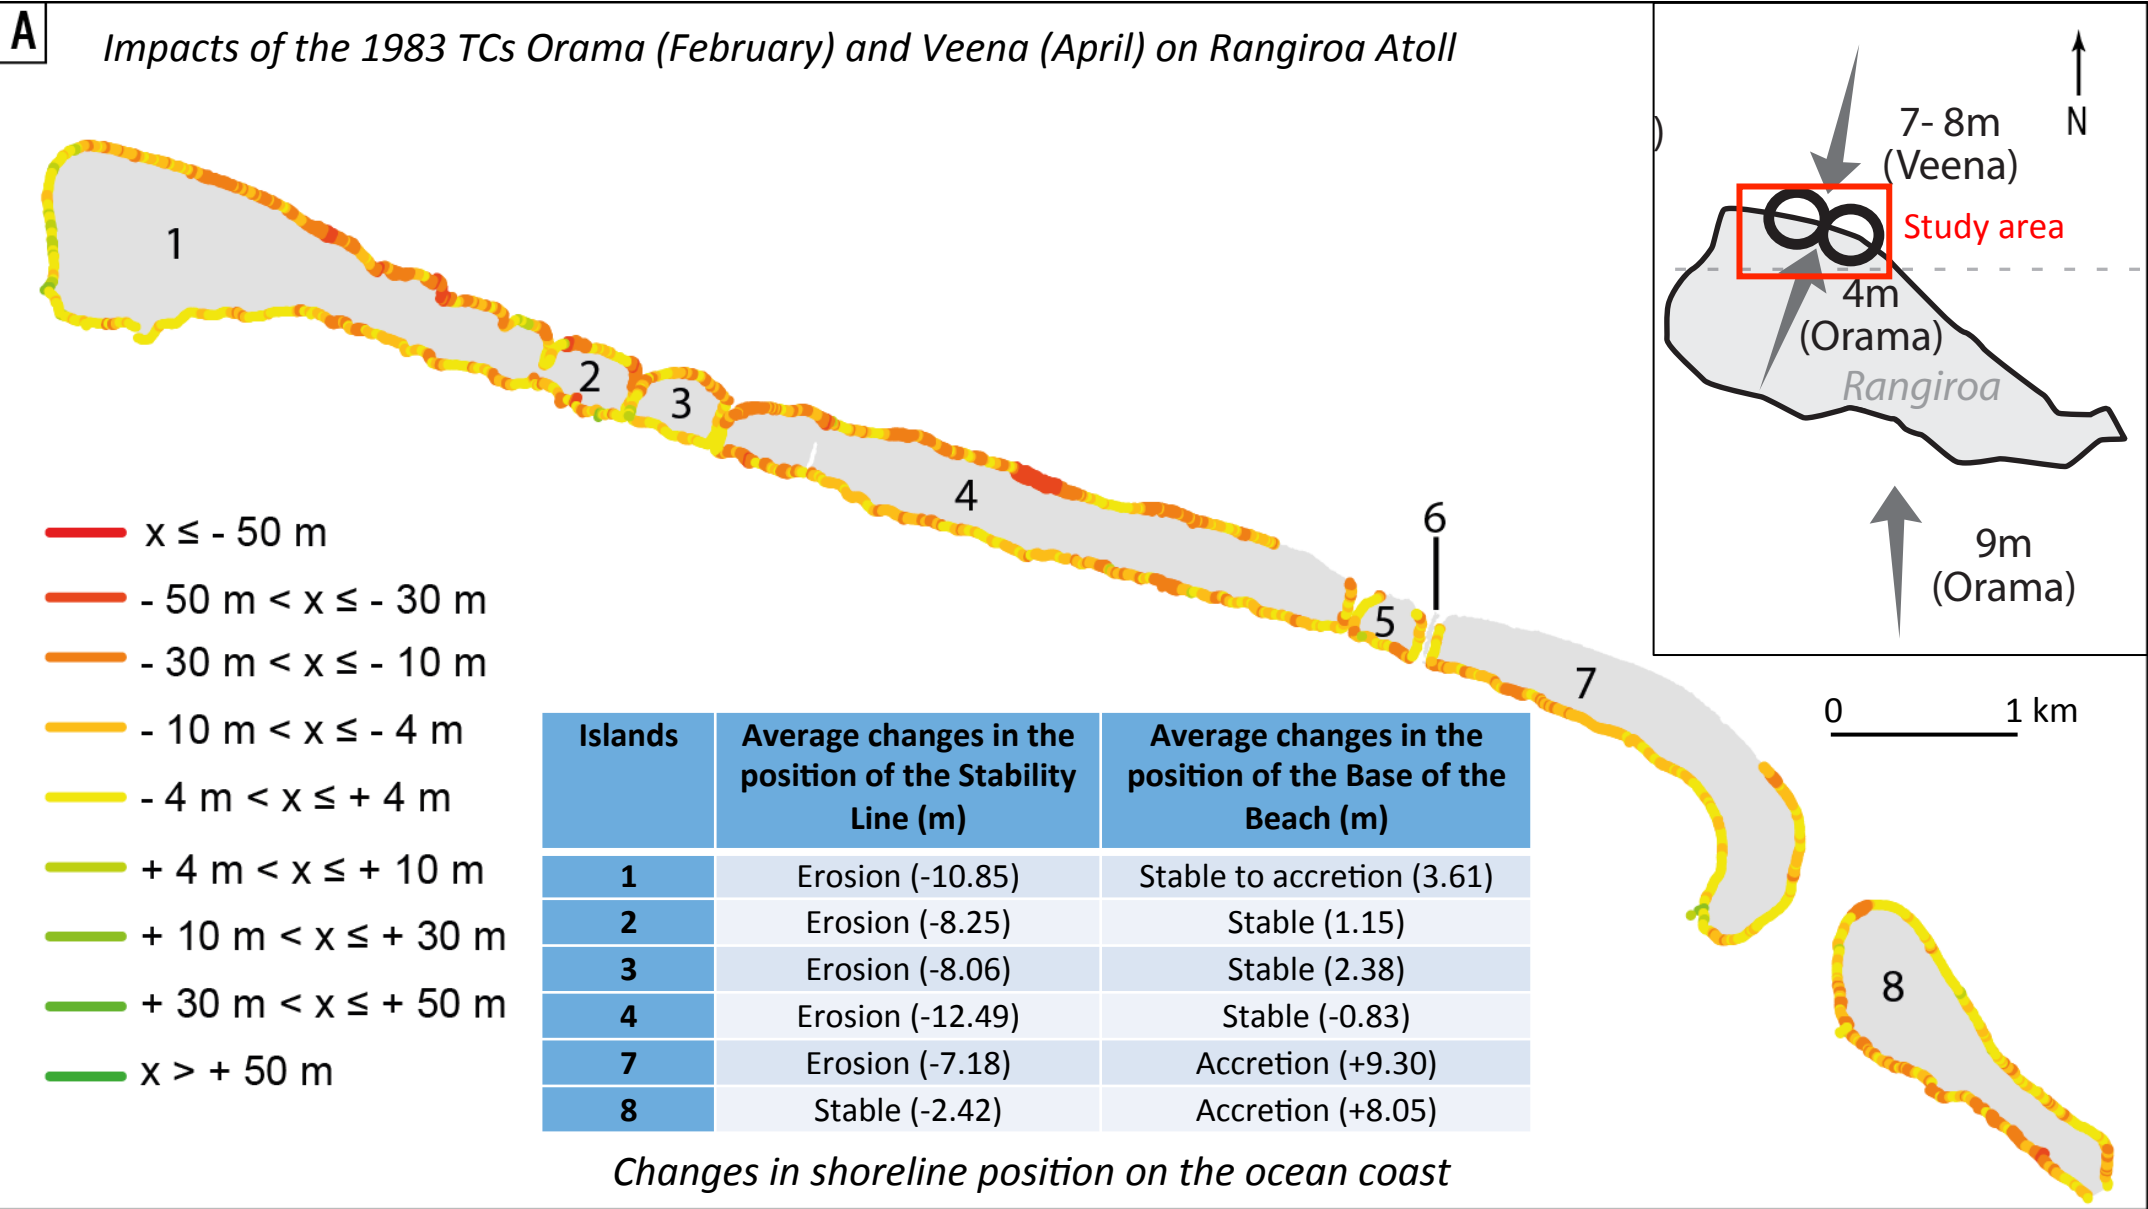 A
Impacts of the 1983 TCs Orama (February) and Veena (April) on Rangiroa Atoll
N
)
7- 8m
(Veena)
Study area
4m
(Orama)
Rangiroa
9m
(Orama)
1
2
3
4
5
6
7
8
0 1 km
x ≤ - 50 m
- 50 m < x ≤ - 30 m
- 30 m < x ≤ - 10 m
- 10 m < x ≤ - 4 m
- 4 m < x ≤ + 4 m
+ 4 m < x ≤ + 10 m
+ 10 m < x ≤ + 30 m
+ 30 m < x ≤ + 50 m
x > + 50 m
Islands
Average changes in the
position of the Stability
Line (m)
Average changes in the
position of the Base of the
Beach (m)
1 Erosion (-10.85) Stable to accretion (3.61)
2 Erosion (-8.25) Stable (1.15)
3 Erosion (-8.06) Stable (2.38)
4 Erosion (-12.49) Stable (-0.83)
7 Erosion (-7.18) Accretion (+9.30)
8 Stable (-2.42) Accretion (+8.05)
Changes in shoreline position on the ocean coast